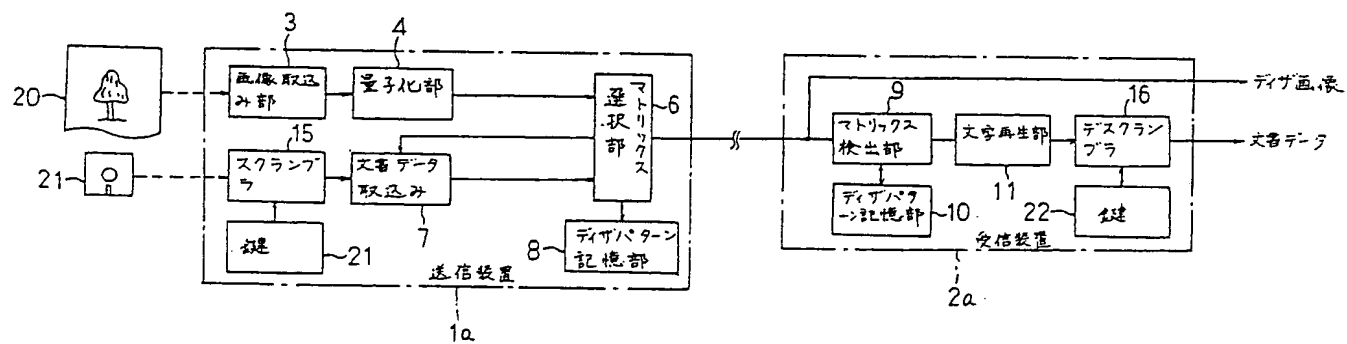 3
4
6
9
16
20
画像取込
み部
量子化部
マトリックス
選択部
ディザ画像
15
スクランブ
ラ
文書データ
取込み
7
マトリックス
検出部
文字再生部
11
デスクラン
ブラ
文書データ
21
鍵
21
8
ディザパターン
記憶部
送信装置
1a
ディザパタ
ーン記憶部
10
22
鍵
受信装置
2a